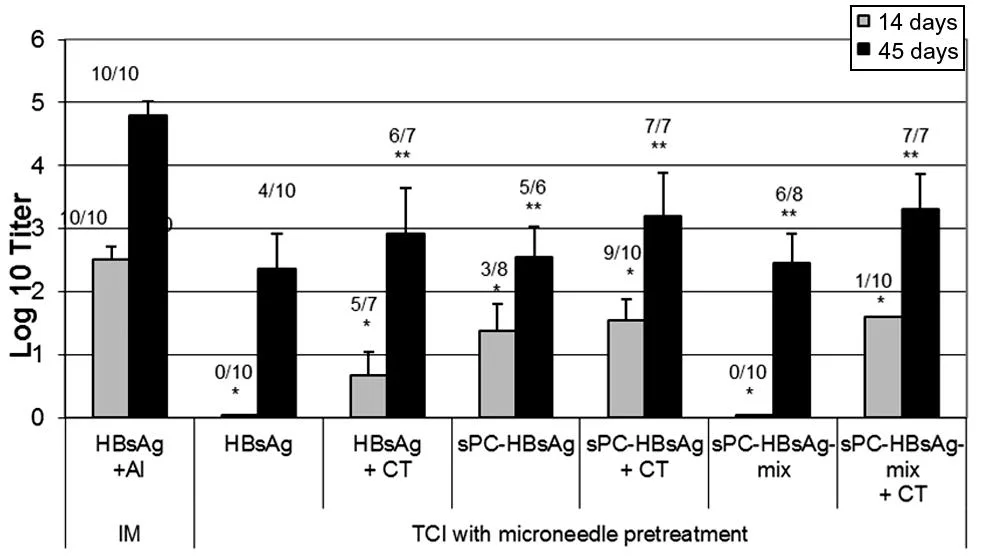 14 days
45 days
Log 10 Titer
6
5
4
3
2
1
0
10/10
0/10
0/10
*
4/10
5/7
*
6/7
**
3/8
*
5/6
**
9/10
*
7/7
**
0/10
*
6/8
**
1/10
*
7/7
**
HBsAg
+Al
HBsAg
HBsAg
+ CT
sPC-HBsAg
sPC-HBsAg
+ CT
sPC-HBsAg-
mix
sPC-HBsAg-
mix
+ CT
IM
TCI with microneedle pretreatment